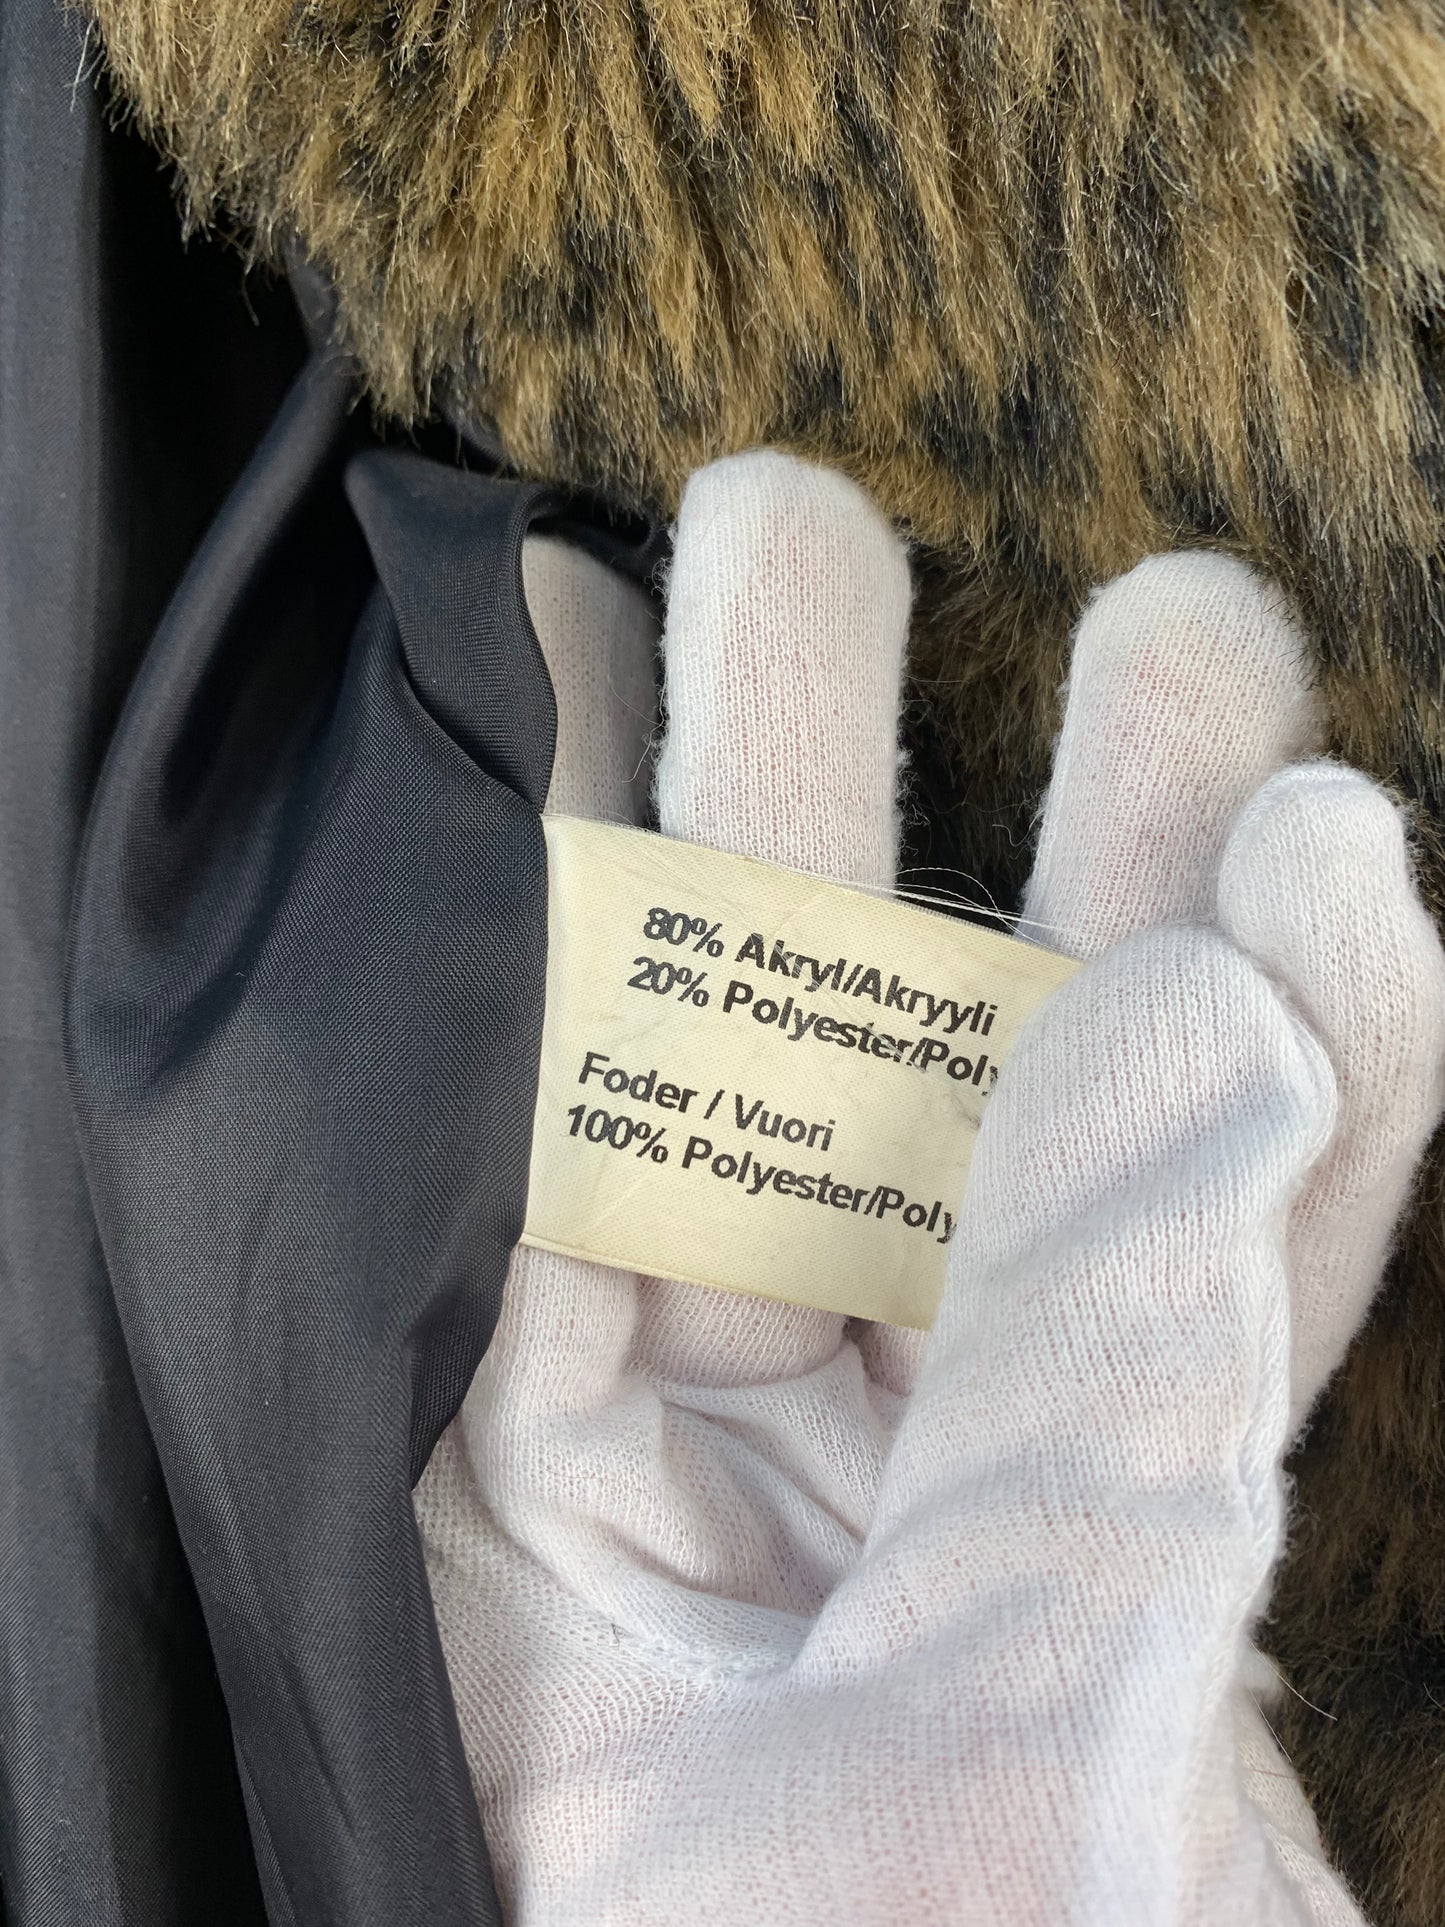 80% Akryl/Akryyli
20% Polyester/Poly
Foder / Vuori
100% Polyester/Poly